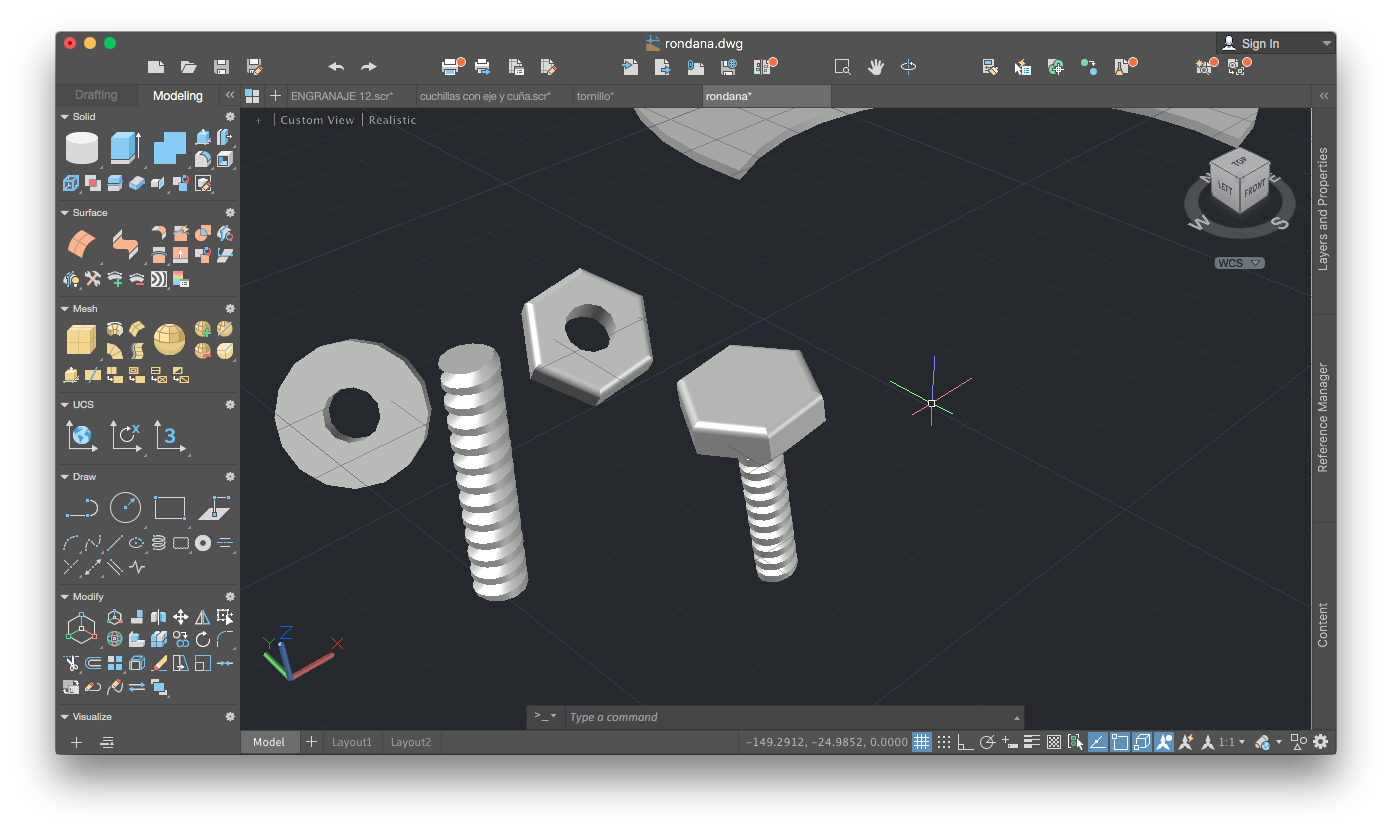 rondana.dwg
Sign In
Drafting
Modeling
ENGRANAJE 12.scr*
cuchillas con eje y cuña.scr*
tornillo*
rondana*
Solid
+ | Custom View | Realistic
TOP
LEFT
FRONT
N
E
W
S
WCS
Layers and Properties
Reference Manager
Content
Surface
Mesh
UCS
X
3
Draw
Modify
Visualize
Y
Z
X
>_
Type a command
Model
Layout1
Layout2
-149.2912, -24.9852, 0.0000
1:1